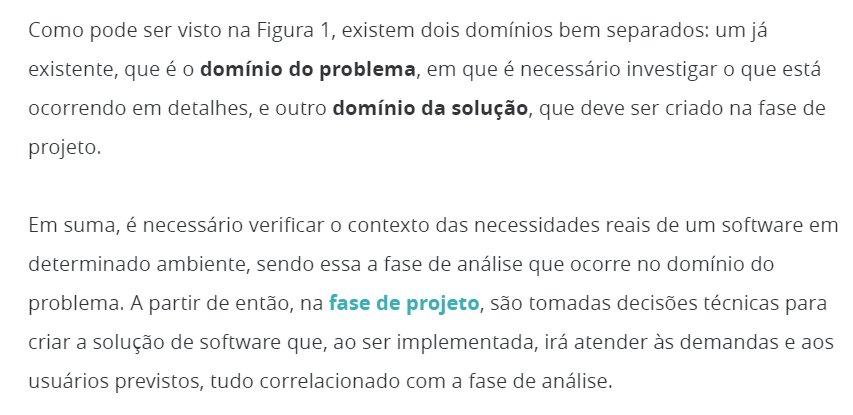 Como pode ser visto na Figura 1, existem dois domínios bem separados: um já
existente, que é o domínio do problema, em que é necessário investigar o que está
ocorrendo em detalhes, e outro domínio da solução, que deve ser criado na fase de
projeto.
Em suma, é necessário verificar o contexto das necessidades reais de um software em
determinado ambiente, sendo essa a fase de análise que ocorre no domínio do
problema. A partir de então, na fase de projeto, são tomadas decisões técnicas para
criar a solução de software que, ao ser implementada, irá atender às demandas e aos
usuários previstos, tudo correlacionado com a fase de análise.